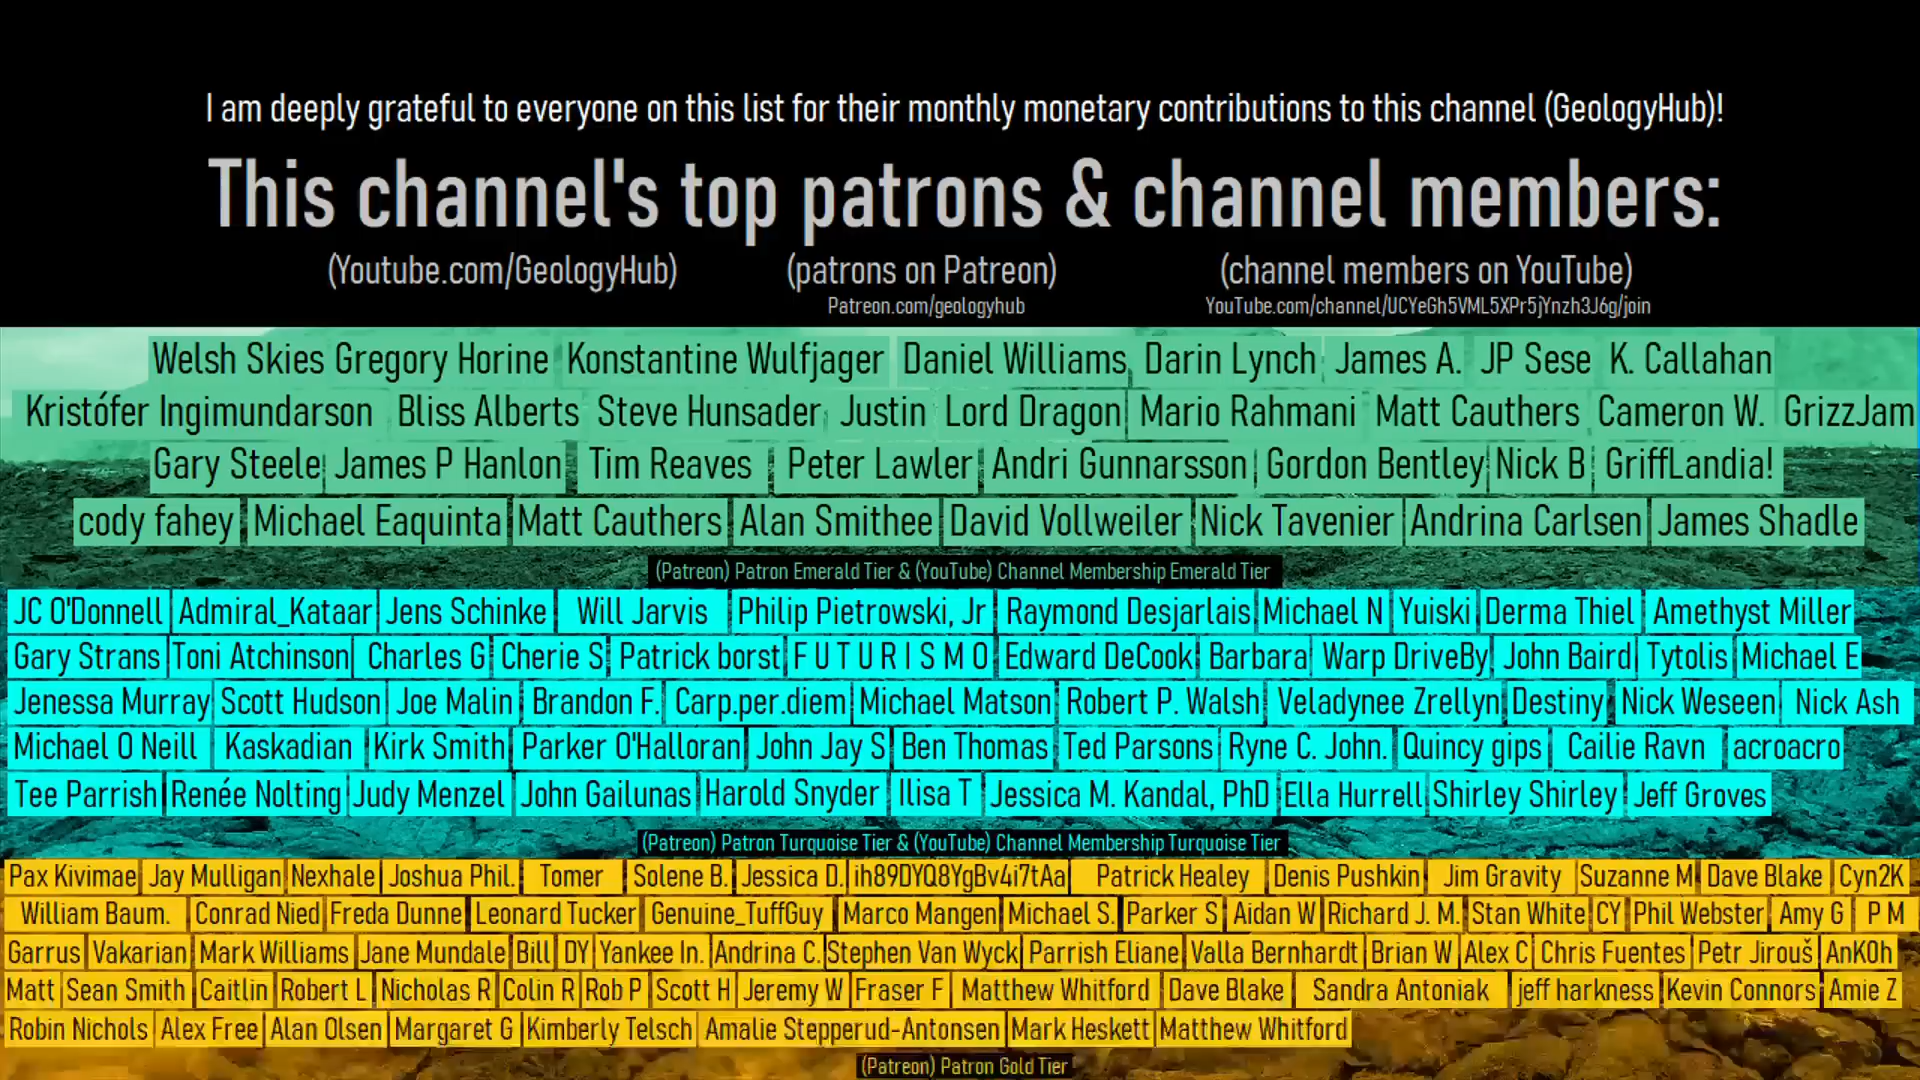 I am deeply grateful to everyone on this list for their monthly monetary contributions to this channel (GeologyHub)!
This channel's top patrons & channel members:
(Youtube.com/GeologyHub) (patrons on Patreon) (channel members on YouTube)
Patreon.com/geologyhub YouTube.com/channel/UCYeGh5VML5XPr5jYnzh3J6g/join
Welsh Skies Gregory Horine Konstantine Wulfjager Daniel Williams Darin Lynch James A. JP Sese K. Callahan
Kristófer Ingimundarson Bliss Alberts Steve Hunsader Justin Lord Dragon Mario Rahmani Matt Cauthers Cameron W. GrizzJam
Gary Steele James P Hanlon Tim Reaves Peter Lawler Andri Gunnarsson Gordon Bentley Nick B GriffLandia!
cody fahey Michael Eaquinta Matt Cauthers Alan Smithee David Vollweiler Nick Tavenier Andrina Carlsen James Shadle
(Patreon) Patron Emerald Tier & (YouTube) Channel Membership Emerald Tier
JC O'Donnell Admiral_Kataar Jens Schinke Will Jarvis Philip Pietrowski, Jr Raymond Desjarlais Michael N Yuiski Derma Thiel Amethyst Miller
Gary Strans Toni Atchinson Charles G Cherie S Patrick borst F U T U R I S M O Edward DeCook Barbara Warp DriveBy John Baird Tytolis Michael E
Jenessa Murray Scott Hudson Joe Malin Brandon F. Carp.per.diem Michael Matson Robert P. Walsh Veladynee Zrellyn Destiny Nick Weseen Nick Ash
Michael O Neill Kaskadian Kirk Smith Parker O'Halloran John Jay S Ben Thomas Ted Parsons Ryne C. John. Quincy gips Cailie Ravn acroacro
Tee Parrish Renée Nolting Judy Menzel John Gailunas Harold Snyder Ilisa T Jessica M. Kandal, PhD Ella Hurrell Shirley Shirley Jeff Groves
(Patreon) Patron Turquoise Tier & (YouTube) Channel Membership Turquoise Tier
Pax Kivimae Jay Mulligan Nexhale Joshua Phil. Tomer Solene B. Jessica D. ih89DYQ8YgBv4i7tAa Patrick Healey Denis Pushkin Jim Gravity Suzanne M Dave Blake Cyn2K
William Baum. Conrad Nied Freda Dunne Leonard Tucker Genuine_TuffGuy Marco Mangen Michael S. Parker S Aidan W Richard J. M. Stan White CY Phil Webster Amy G P M
Garrus Vakarian Mark Williams Jane Mundale Bill DY Yankee In. Andrina C. Stephen Van Wyck Parrish Eliane Valla Bernhardt Brian W Alex C Chris Fuentes Petr Jirouš AnK0h
Matt Sean Smith Caitlin Robert L Nicholas R Colin R Rob P Scott H Jeremy W Fraser F Matthew Whitford Dave Blake Sandra Antoniak jeff harkness Kevin Connors Amie Z
Robin Nichols Alex Free Alan Olsen Margaret G Kimberly Telsch Amalie Stepperud-Antonsen Mark Heskett Matthew Whitford
(Patreon) Patron Gold Tier